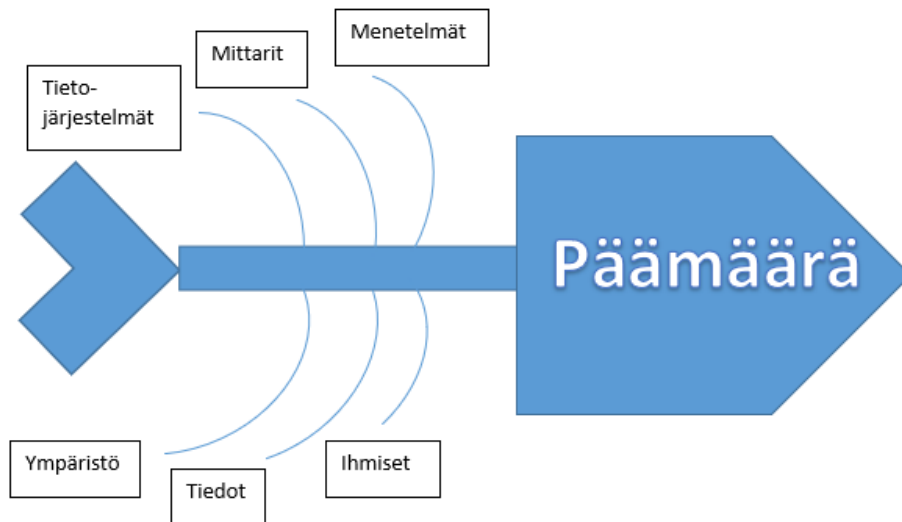 Menetelmät
Mittarit
Tieto-
järjestelmät
Päämäärä
Ympäristö
Tiedot
Ihmiset